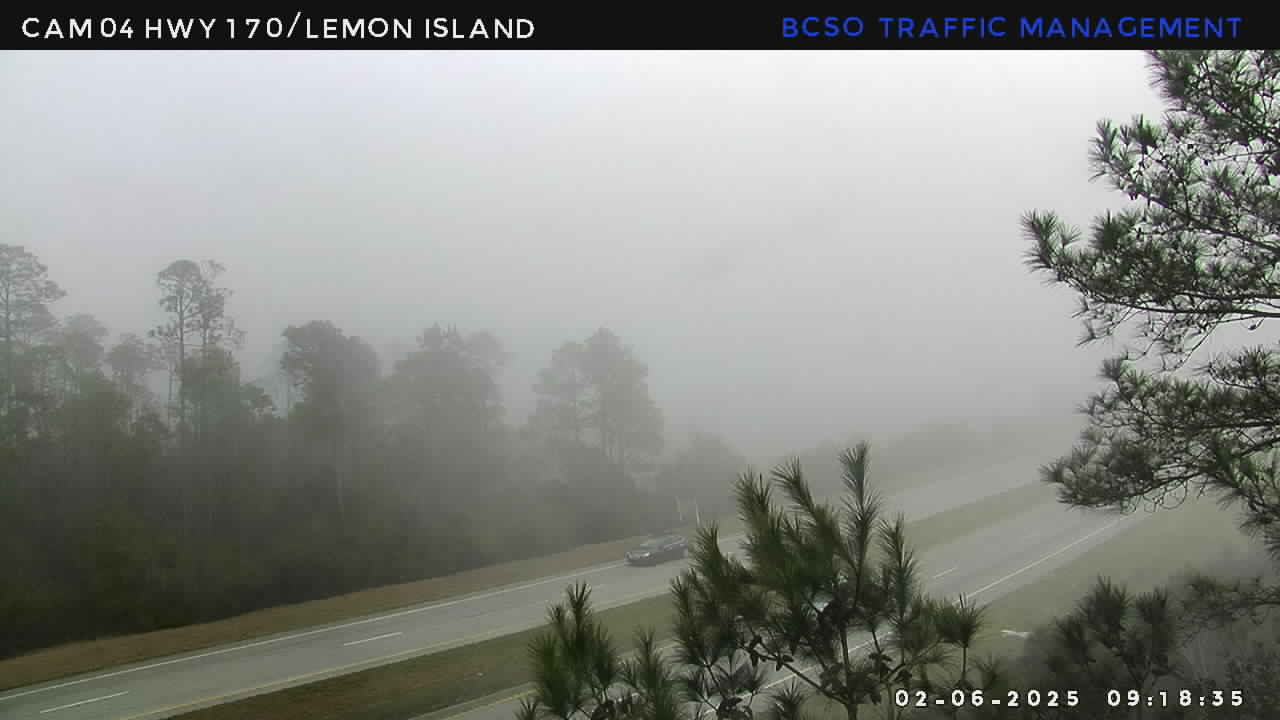 CAM04 HWY170/LEMON ISLAND
BCSO TRAFFIC MANAGEMENT
02-06-2025 09:18:35